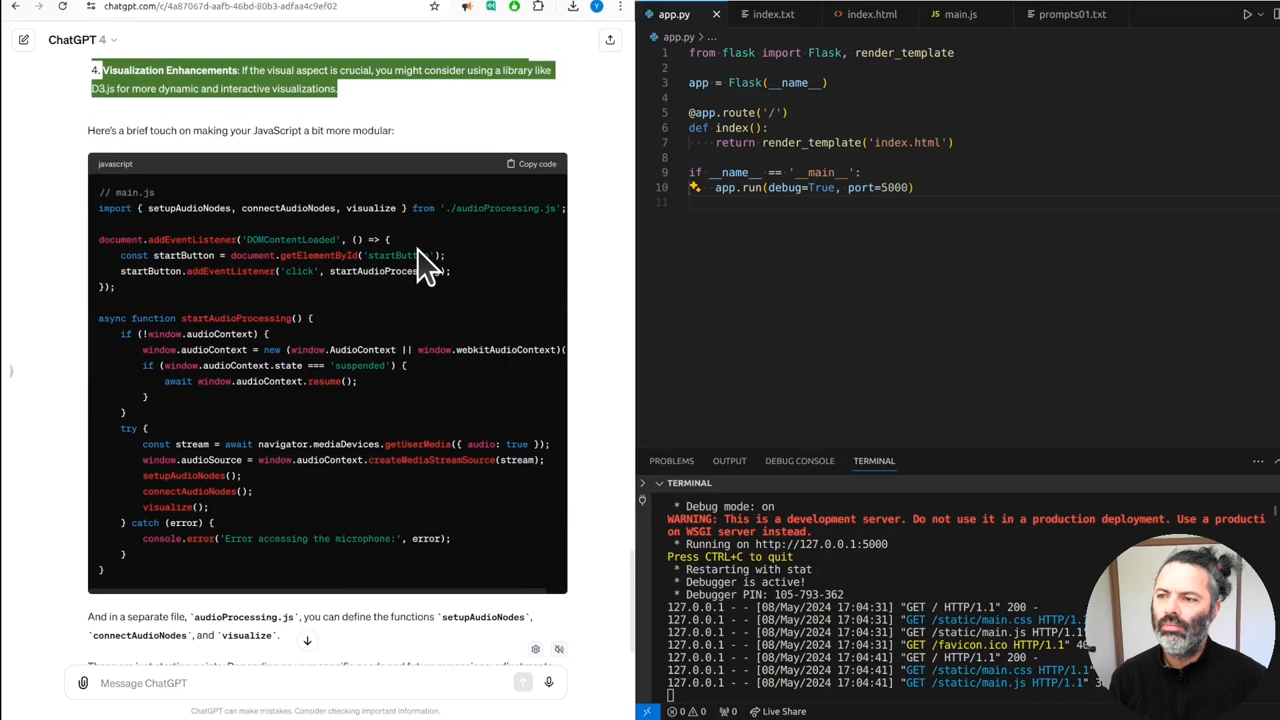 chatgpt.com/c/4a87067d-aafb-46bd-80b3-adfaa4c9ef02
ChatGPT 4
4. Visualization Enhancements: If the visual aspect is crucial, you might consider using a library like
D3.js for more dynamic and interactive visualizations.
Here's a brief touch on making your JavaScript a bit more modular:
javascript
Copy code
// main.js
import { setupAudioNodes, connectAudioNodes, visualize } from './audioProcessing.js';
document.addEventListener('DOMContentLoaded', () => {
const startButton = document.getElementById('startButt
');
startButton.addEventListener('click', startAudioProces
);
});
async function startAudioProcessing() {
if (!window.audioContext) {
window.audioContext = new (window.AudioContext || window.webkitAudioContext)(
if (window.audioContext.state === 'suspended') {
await window.audioContext.resume();
}
}
try {
const stream = await navigator.mediaDevices.getUserMedia({ audio: true });
window.audioSource = window.audioContext.createMediaStreamSource(stream);
setupAudioNodes();
connectAudioNodes();
visualize();
} catch (error) {
console.error('Error accessing the microphone:', error);
}
}
And in a separate file, `audioProcessing.js`, you can define the functions `setupAudioNodes`,
`connectAudioNodes`, and `visualize`.
Message ChatGPT
ChatGPT can make mistakes. Consider checking important information.
app.py
index.txt
index.html
main.js
prompts01.txt
app.py > ...
1 from flask import Flask, render_template
2
3 app = Flask(__name__)
4
5 @app.route('/')
6 def index():
7 return render_template('index.html')
8
9 if __name__ == '__main__':
10 app.run(debug=True, port=5000)
11
PROBLEMS OUTPUT DEBUG CONSOLE TERMINAL
TERMINAL
* Debug mode: on
WARNING: This is a development server. Do not use it in a production deployment. Use a producti
on WSGI server instead.
* Running on http://127.0.0.1:5000
Press CTRL+C to quit
* Restarting with stat
* Debugger is active!
* Debugger PIN: 105-793-362
127.0.0.1 - - [08/May/2024 17:04:31] "GET / HTTP/1.1" 200 -
127.0.0.1 - - [08/May/2024 17:04:31] "GET /static/main.css HTTP/1.
127.0.0.1 - - [08/May/2024 17:04:31] "GET /static/main.js HTTP/1.1"
127.0.0.1 - - [08/May/2024 17:04:31] "GET /favicon.ico HTTP/1.1" 40
127.0.0.1 - - [08/May/2024 17:04:41] "GET / HTTP/1.1" 200 -
127.0.0.1 - - [08/May/2024 17:04:41] "GET /static/main.css HTTP/1.1
127.0.0.1 - - [08/May/2024 17:04:41] "GET /static/main.js HTTP/1.1" 3
0 0 0 Live Share